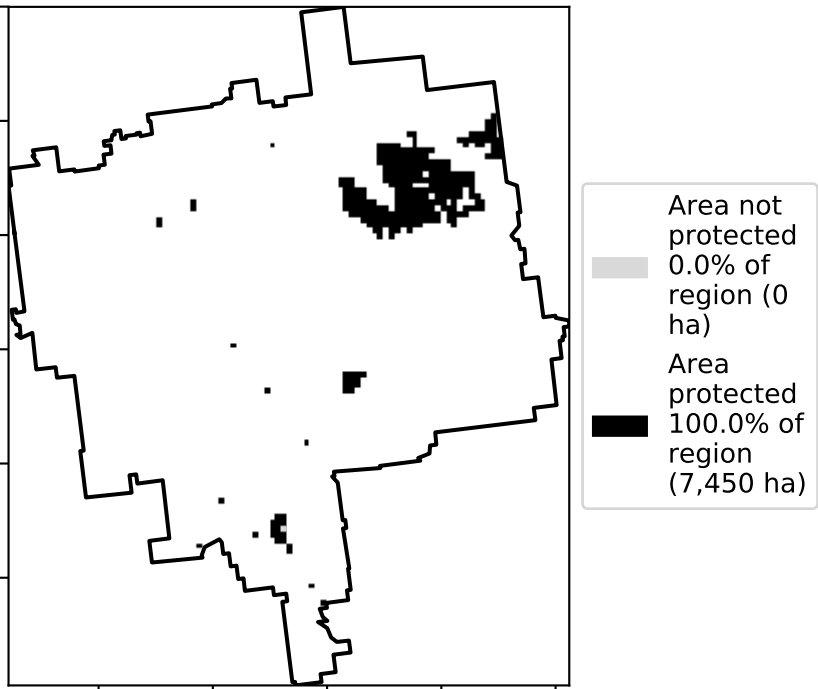 Area not
protected
0.0% of
region (0
ha)
Area
protected
100.0% of
region
(7,450 ha)